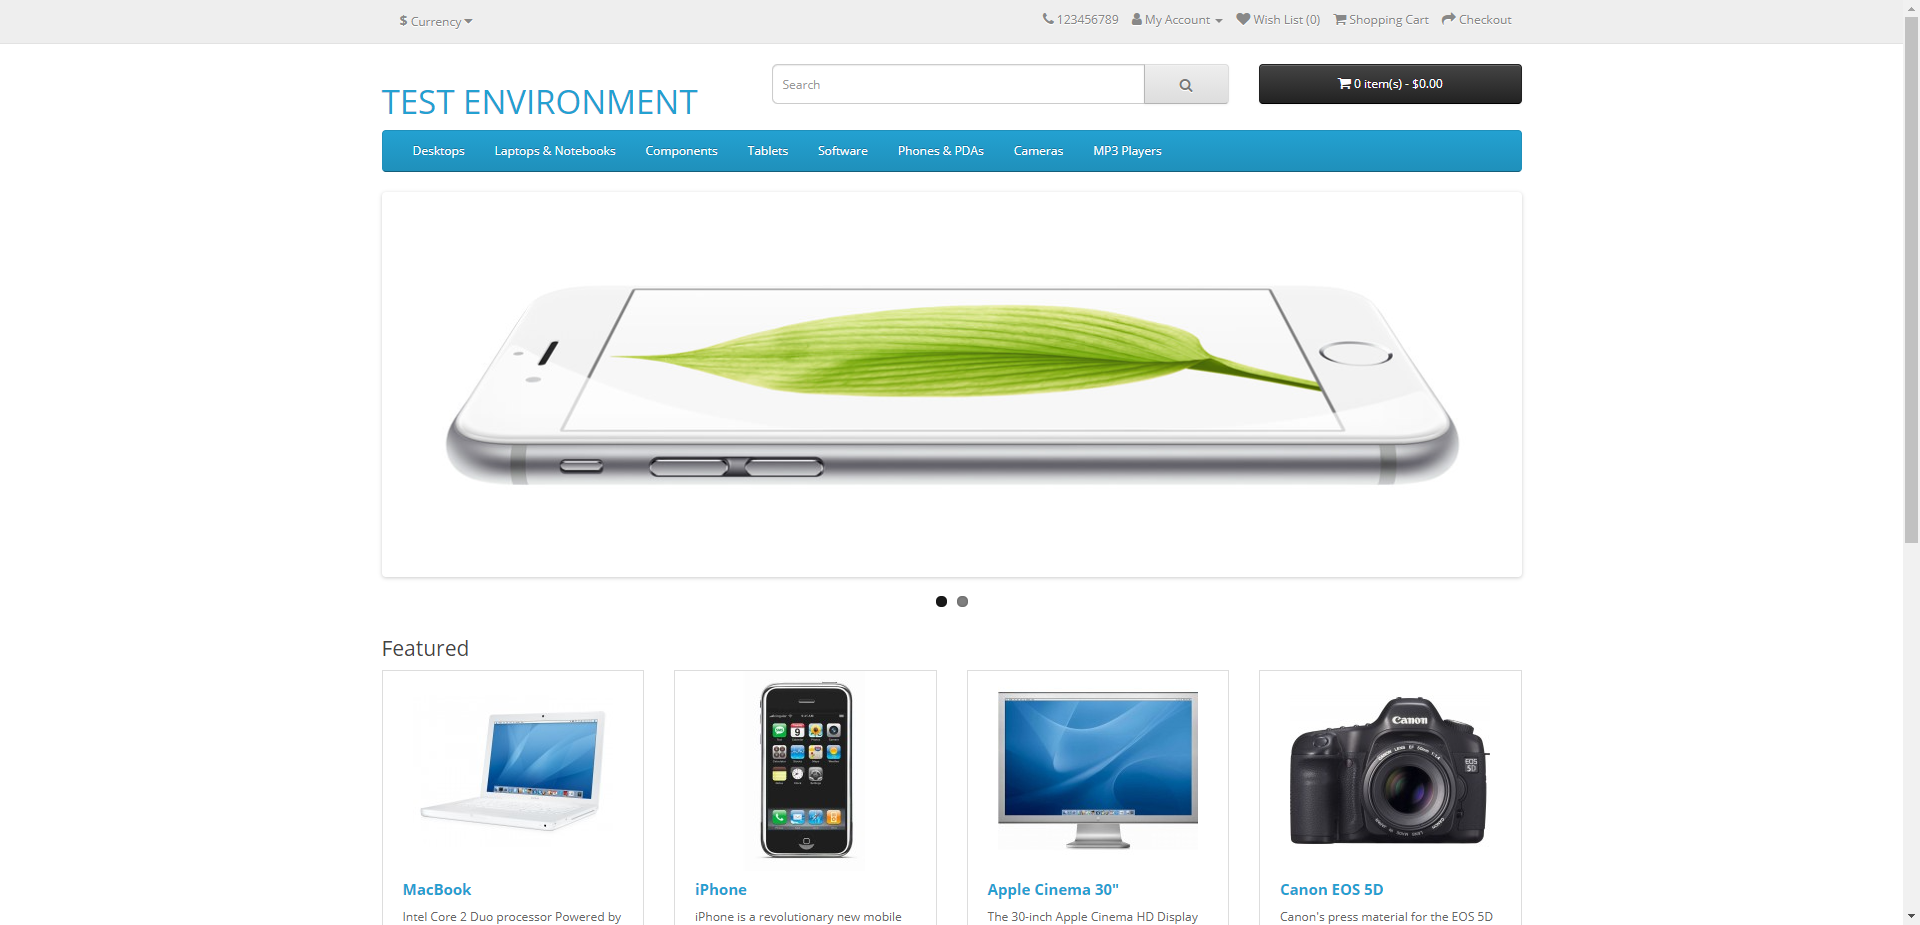 $ Currency
123456789 My Account Wish List (0) Shopping Cart Checkout
Search
0 item(s) - $0.00
TEST ENVIRONMENT
Desktops Laptops & Notebooks Components Tablets Software Phones & PDAs Cameras MP3 Players
Featured
Canon
EOS
5D
MacBook
iPhone
Apple Cinema 30"
Canon EOS 5D
Intel Core 2 Duo processor Powered by
iPhone is a revolutionary new mobile
The 30-inch Apple Cinema HD Display
Canon's press material for the EOS 5D